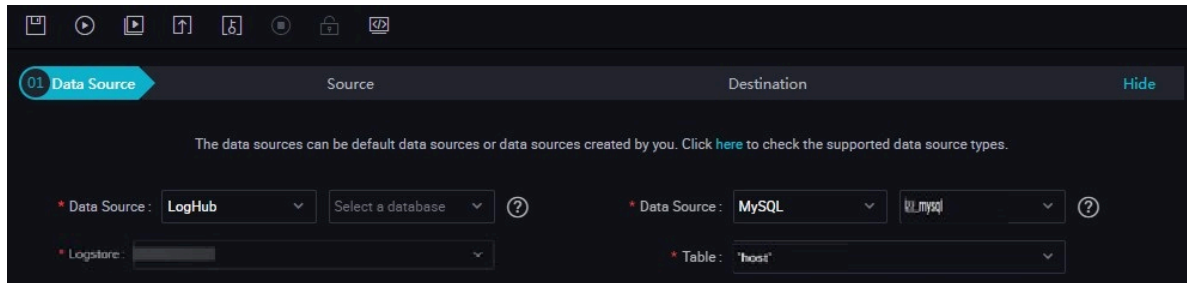 01 Data Source Source Destination Hide
The data sources can be default data sources or data sources created by you. Click here to check the supported data source types.
* Data Source : LogHub Select a database ? * Data Source : MySQL _mysql ?
* Logstore : * Table : "host"